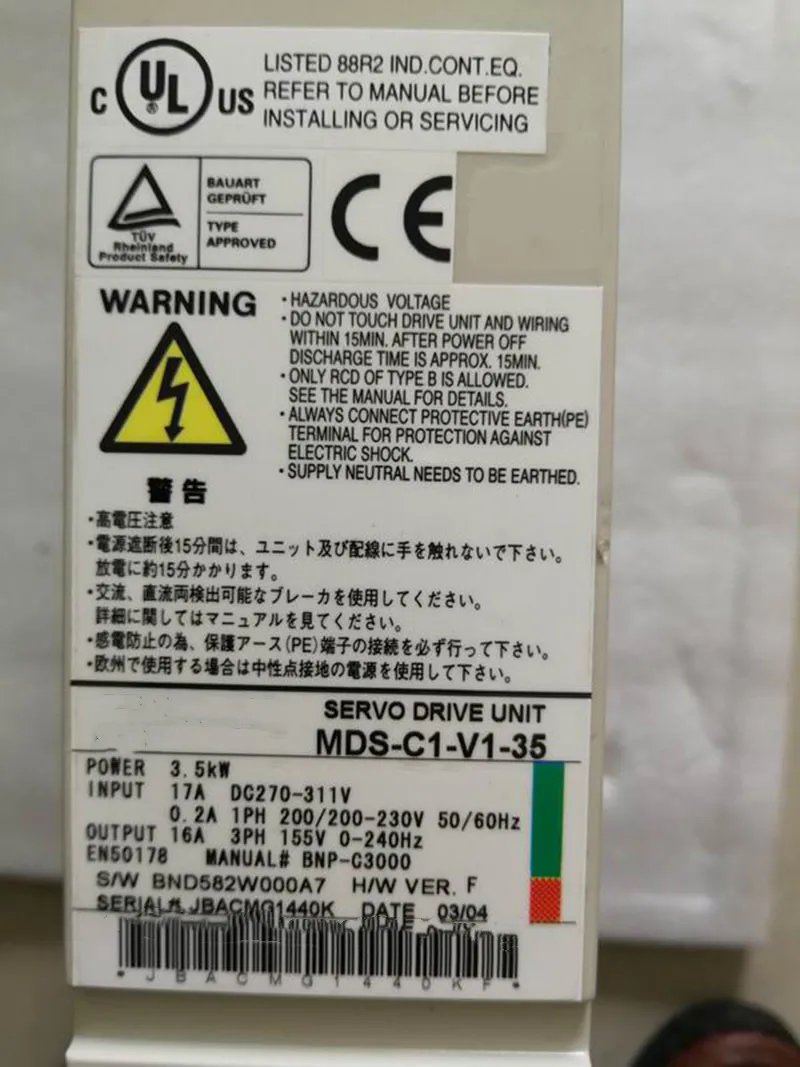 C UL ® US
LISTED 88R2 IND.CONT.EQ.
REFER TO MANUAL BEFORE
INSTALLING OR SERVICING
TÜV
Rheinland
Product Safety
BAUART
GEPRÜFT
TYPE
APPROVED
CE
WARNING
・HAZARDOUS VOLTAGE
・DO NOT TOUCH DRIVE UNIT AND WIRING
WITHIN 15MIN. AFTER POWER OFF
DISCHARGE TIME IS APPROX. 15MIN.
・ONLY RCD OF TYPE B IS ALLOWED.
SEE THE MANUAL FOR DETAILS.
・ALWAYS CONNECT PROTECTIVE EARTH(PE)
TERMINAL FOR PROTECTION AGAINST
ELECTRIC SHOCK.
・SUPPLY NEUTRAL NEEDS TO BE EARTHED.
警告
・高電圧注意
・電源遮断後15分間は、ユニット及び配線に手を触れないで下さい。
放電に約15分かかります。
・交流、直流両検出可能なブレーカを使用してください。
詳細に関してはマニュアルを見てください。
・感電防止の為、保護アース(PE)端子の接続を必ず行って下さい。
・欧州で使用する場合は中性点接地の電源を使用して下さい。
SERVO DRIVE UNIT
MDS-C1-V1-35
POWER 3.5kW
INPUT 17A DC270-311V
0.2A 1PH 200/200-230V 50/60Hz
OUTPUT 16A 3PH 155V 0-240Hz
EN50178 MANUAL# BNP-C3000
S/W BND582W000A7 H/W VER. F
SERIAL# JBACMG1440K DATE 03/04
*JBACMG1440KF*